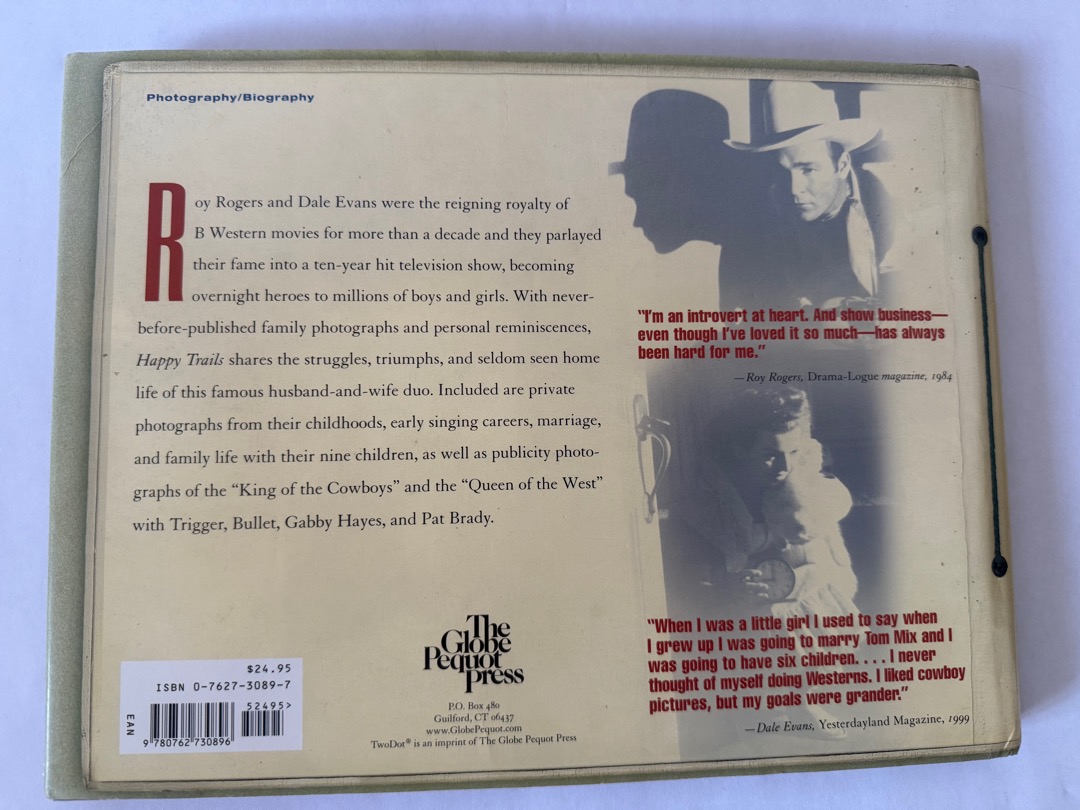 Photography/Biography
Roy Rogers and Dale Evans were the reigning royalty of
B Western movies for more than a decade and they parlayed
their fame into a ten-year hit television show, becoming
overnight heroes to millions of boys and girls. With never-
before-published family photographs and personal reminiscences,
Happy Trails shares the struggles, triumphs, and seldom seen home
life of this famous husband-and-wife duo. Included are private
photographs from their childhoods, early singing careers, marriage,
and family life with their nine children, as well as publicity photo-
graphs of the “King of the Cowboys” and the “Queen of the West”
with Trigger, Bullet, Gabby Hayes, and Pat Brady.
"I'm an introvert at heart. And show business—
even though I've loved it so much—has always
been hard for me."
—Roy Rogers, Drama-Logue magazine, 1984
"When I was a little girl I used to say when
I grew up I was going to marry Tom Mix and I
was going to have six children. . . . I never
thought of myself doing Westerns. I liked cowboy
pictures, but my goals were grander."
—Dale Evans, Yesterdayland Magazine, 1999
The
Globe
Pequot
Press
P.O. Box 480
Guilford, CT 06437
www.GlobePequot.com
TwoDot® is an imprint of The Globe Pequot Press
$24.95
ISBN 0-7627-3089-7
52495>
EAN
9 780762 730896